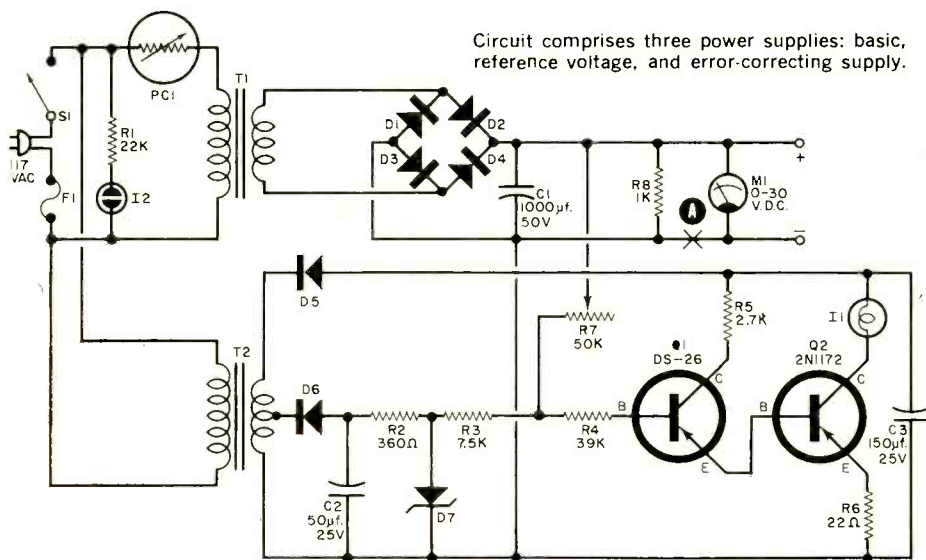 Circuit comprises three power supplies: basic,
reference voltage, and error-correcting supply.
PC1
T1
S1
117
VAC
F1
R1
22K
I2
D1
D2
D3
D4
C1
1000µf.
50V
R8
1K
A
M1
0-30
V.D.C.
+
–
D5
T2
D6
R2
360Ω
R3
7.5K
C2
50µf.
25V
D7
R7
50K
R4
39K
Q1
DS-26
B
C
E
R5
2.7K
Q2
2N1172
B
C
E
I1
R6
22Ω
C3
150µf.
25V